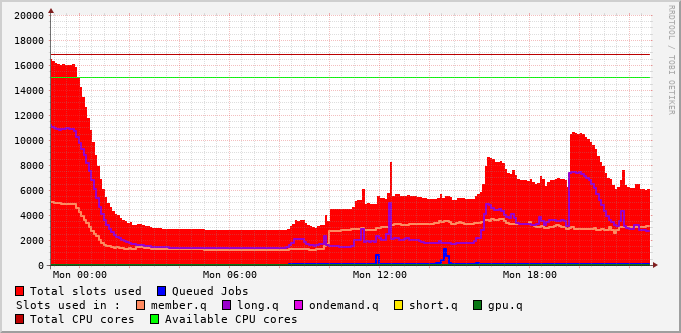 20000
18000
16000
14000
12000
10000
8000
6000
4000
2000
0
Mon 00:00 Mon 06:00 Mon 12:00 Mon 18:00
RRDTOOL / TOBI OETIKER
Total slots used Queued Jobs
Slots used in : member.q long.q ondemand.q short.q gpu.q
Total CPU cores Available CPU cores